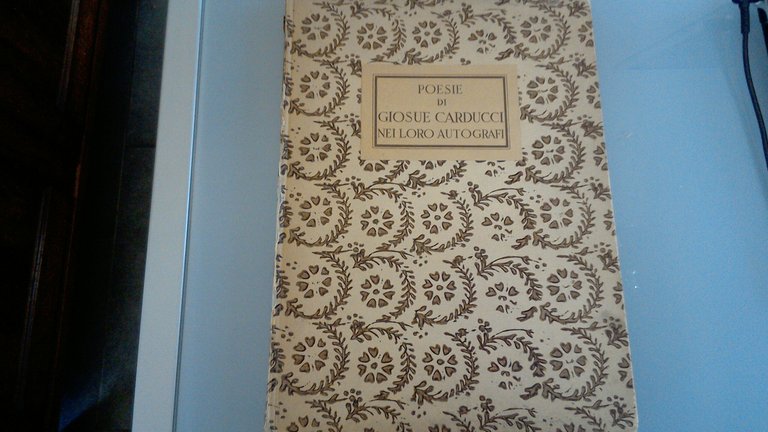 POESIE
DI
GIOSUE CARDUCCI
NEI LORO AUTOGRAFI